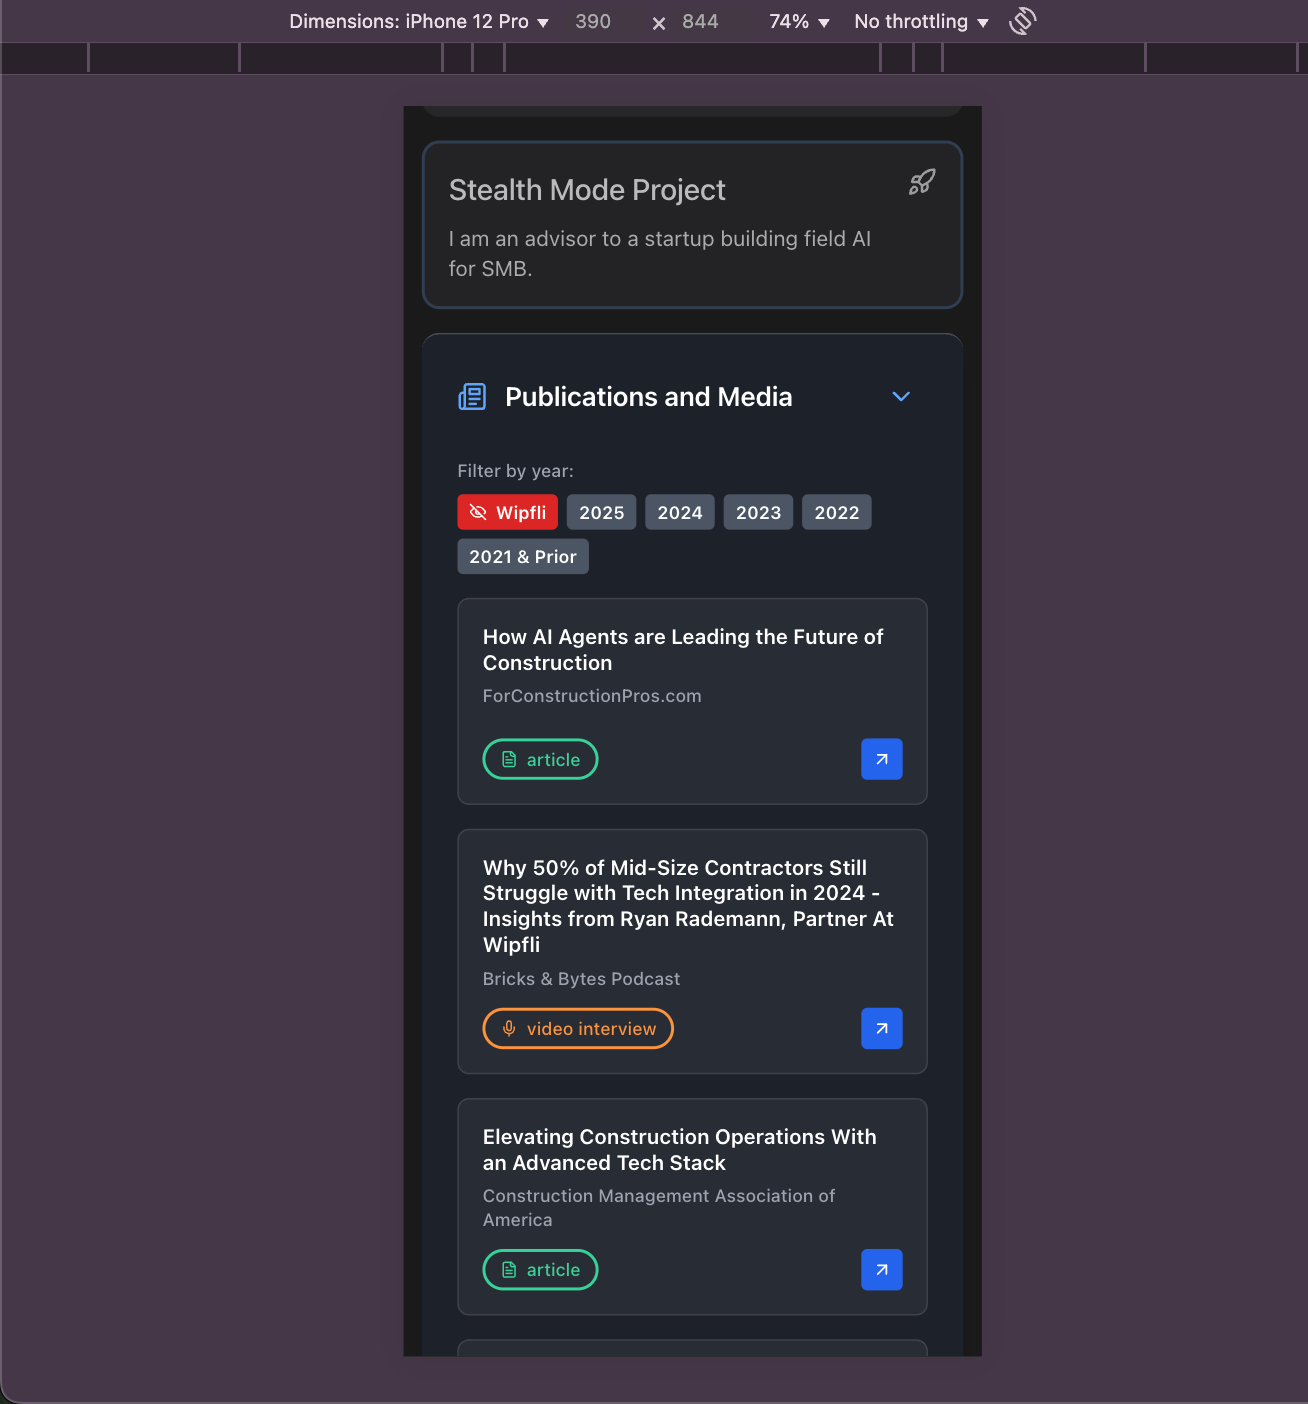 Dimensions: iPhone 12 Pro 390 × 844 74% No throttling
Stealth Mode Project
I am an advisor to a startup building field AI
for SMB.
Publications and Media
Filter by year:
Wipfli 2025 2024 2023 2022
2021 & Prior
How AI Agents are Leading the Future of
Construction
ForConstructionPros.com
article
Why 50% of Mid-Size Contractors Still
Struggle with Tech Integration in 2024 -
Insights from Ryan Rademann, Partner At
Wipfli
Bricks & Bytes Podcast
video interview
Elevating Construction Operations With
an Advanced Tech Stack
Construction Management Association of
America
article